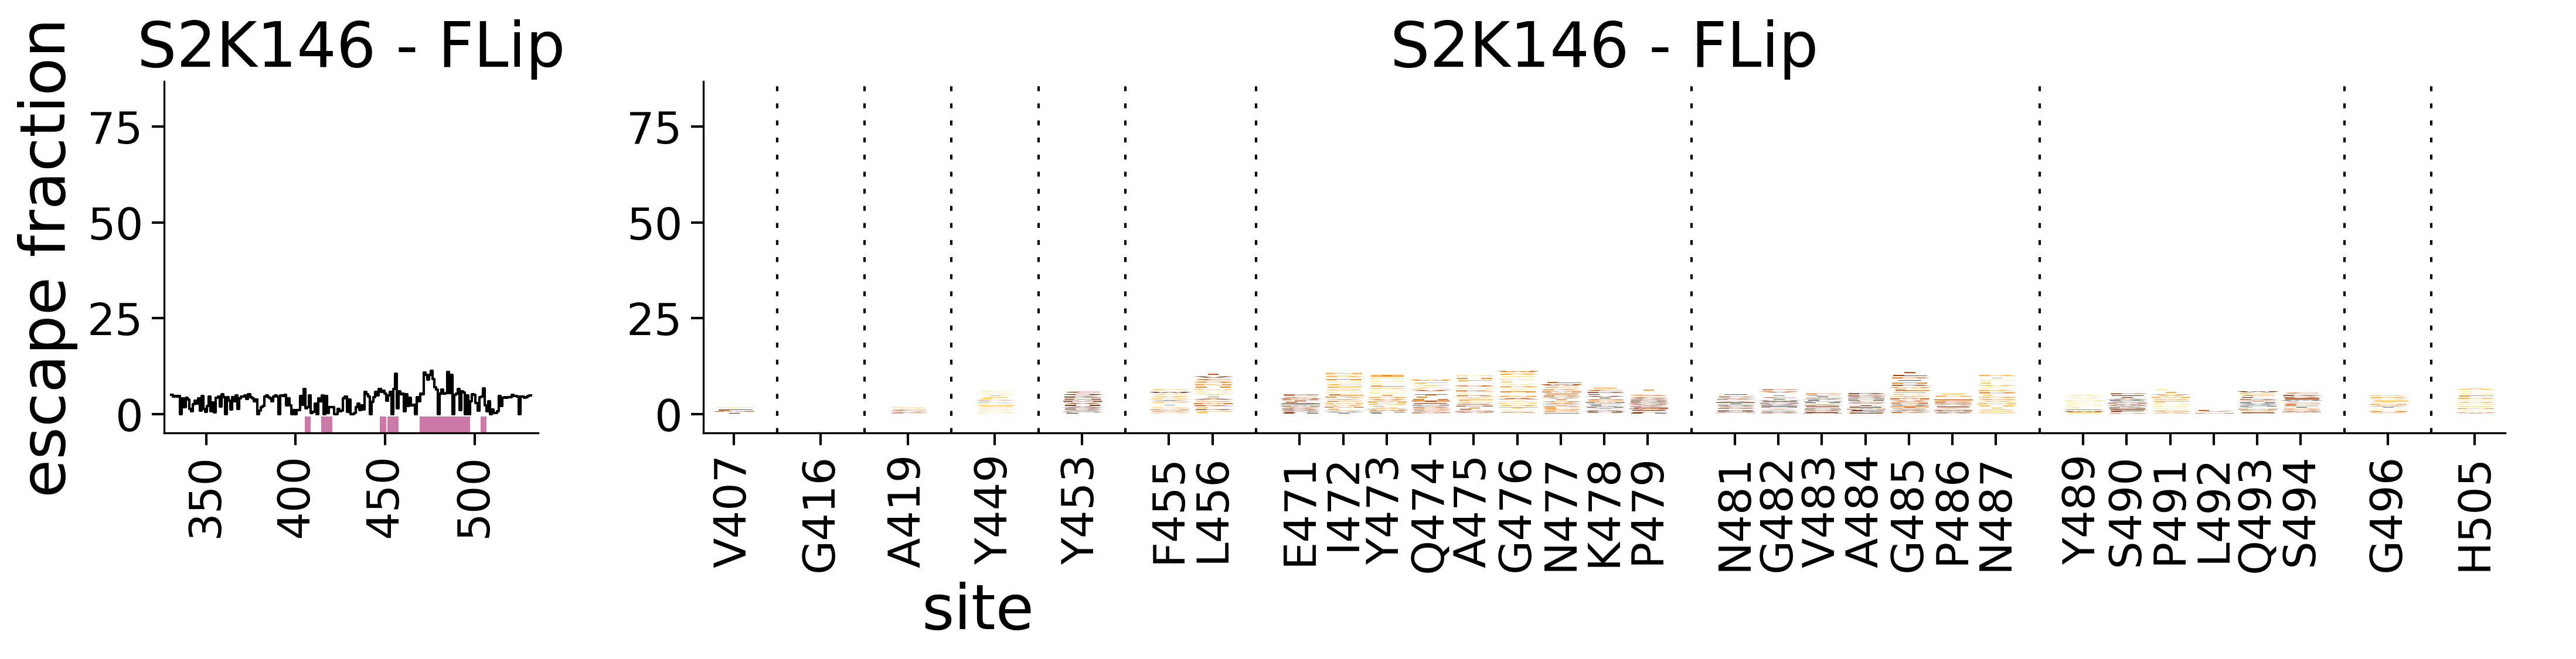 S2K146 - FLip
S2K146 - FLip
escape fraction
75
50
25
0
350
400
450
500
75
50
25
0
V407
G416
A419
Y449
Y453
F455
L456
E471
I472
Y473
Q474
A475
G476
N477
K478
P479
N481
G482
V483
A484
G485
P486
N487
Y489
S490
P491
L492
Q493
S494
G496
H505
site